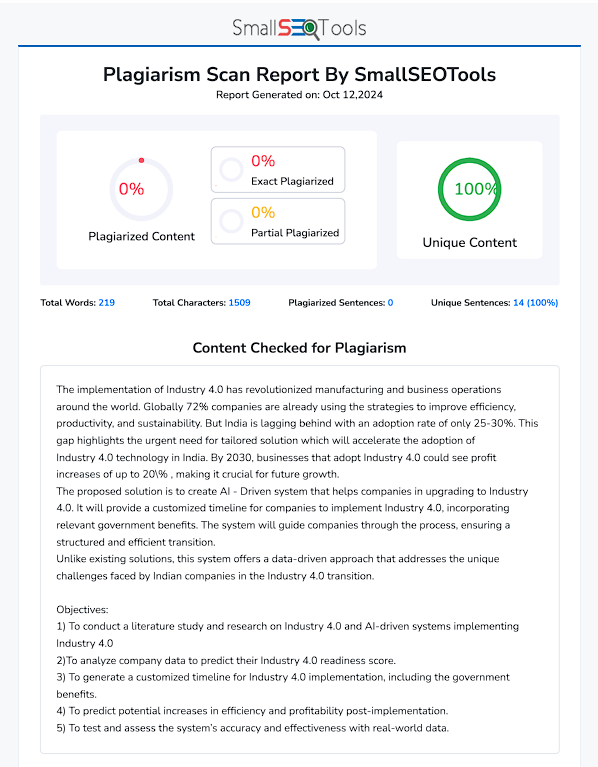 SmallSEOTools
Plagiarism Scan Report By SmallSEOTools
Report Generated on: Oct 12,2024
0%
Plagiarized Content
0%
Exact Plagiarized
0%
Partial Plagiarized
100%
Unique Content
Total Words: 219 Total Characters: 1509 Plagiarized Sentences: 0 Unique Sentences: 14 (100%)
Content Checked for Plagiarism
The implementation of Industry 4.0 has revolutionized manufacturing and business operations
around the world. Globally 72% companies are already using the strategies to improve efficiency,
productivity, and sustainability. But India is lagging behind with an adoption rate of only 25-30%. This
gap highlights the urgent need for tailored solution which will accelerate the adoption of
Industry 4.0 technology in India. By 2030, businesses that adopt Industry 4.0 could see profit
increases of up to 20\% , making it crucial for future growth.
The proposed solution is to create AI - Driven system that helps companies in upgrading to Industry
4.0. It will provide a customized timeline for companies to implement Industry 4.0, incorporating
relevant government benefits. The system will guide companies through the process, ensuring a
structured and efficient transition.
Unlike existing solutions, this system offers a data-driven approach that addresses the unique
challenges faced by Indian companies in the Industry 4.0 transition.
Objectives:
1) To conduct a literature study and research on Industry 4.0 and AI-driven systems implementing
Industry 4.0
2)To analyze company data to predict their Industry 4.0 readiness score.
3) To generate a customized timeline for Industry 4.0 implementation, including the government
benefits.
4) To predict potential increases in efficiency and profitability post-implementation.
5) To test and assess the system's accuracy and effectiveness with real-world data.